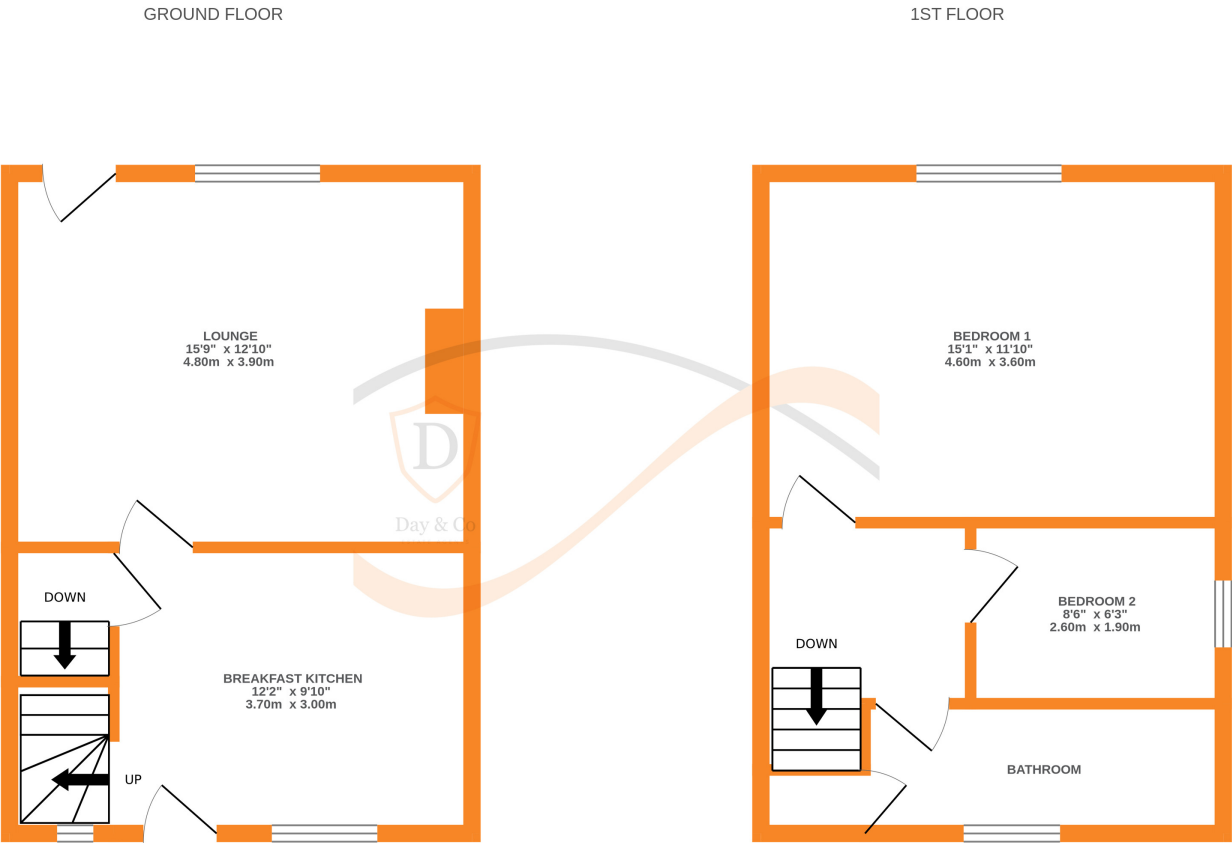 GROUND FLOOR
1ST FLOOR
LOUNGE
15'9" x 12'10"
4.80m x 3.90m
BEDROOM 1
15'1" x 11'10"
4.60m x 3.60m
D
Day & Co
DOWN
BEDROOM 2
8'6" x 6'3"
2.60m x 1.90m
DOWN
BREAKFAST KITCHEN
12'2" x 9'10"
3.70m x 3.00m
UP
BATHROOM